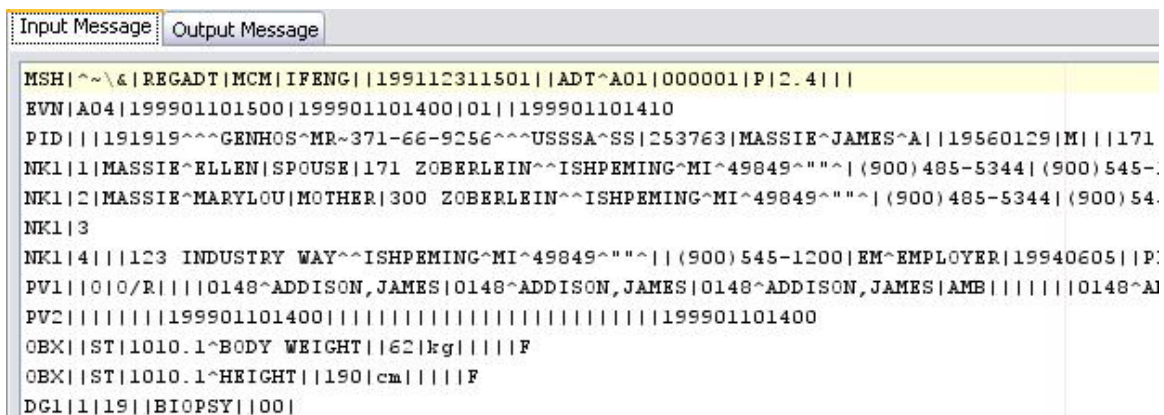 Input Message Output Message
MSH|^~\&|REGADT|MCM|IFENG||199112311501||ADT^A01|000001|P|2.4|||
EVN|A04|199901101500|199901101400|01||199901101410
PID|||191919^^^GENHOS^MR~371-66-9256^^^USSSA^SS|253763|MASSIE^JAMES^A||19560129|M|||171
NK1|1|MASSIE^ELLEN|SPOUSE|171 ZOBERLEIN^^ISHPEMING^MI^49849^""^|(900)485-5344|(900)545-
NK1|2|MASSIE^MARYLOU|MOTHER|300 ZOBERLEIN^^ISHPEMING^MI^49849^""^|(900)485-5344|(900)54
NK1|3
NK1|4|||123 INDUSTRY WAY^^ISHPEMING^MI^49849^""^||(900)545-1200|EM^EMPLOYER|19940605||P
PV1||O|O/R||||0148^ADDISON,JAMES|0148^ADDISON,JAMES|0148^ADDISON,JAMES|AMB|||||||0148^A
PV2||||||||199901101400||||||||||||||||||||||||||199901101400
OBX||ST|1010.1^BODY WEIGHT||62|kg|||||F
OBX||ST|1010.1^HEIGHT||190|cm|||||F
DG1|1|19||BIOPSY||00|